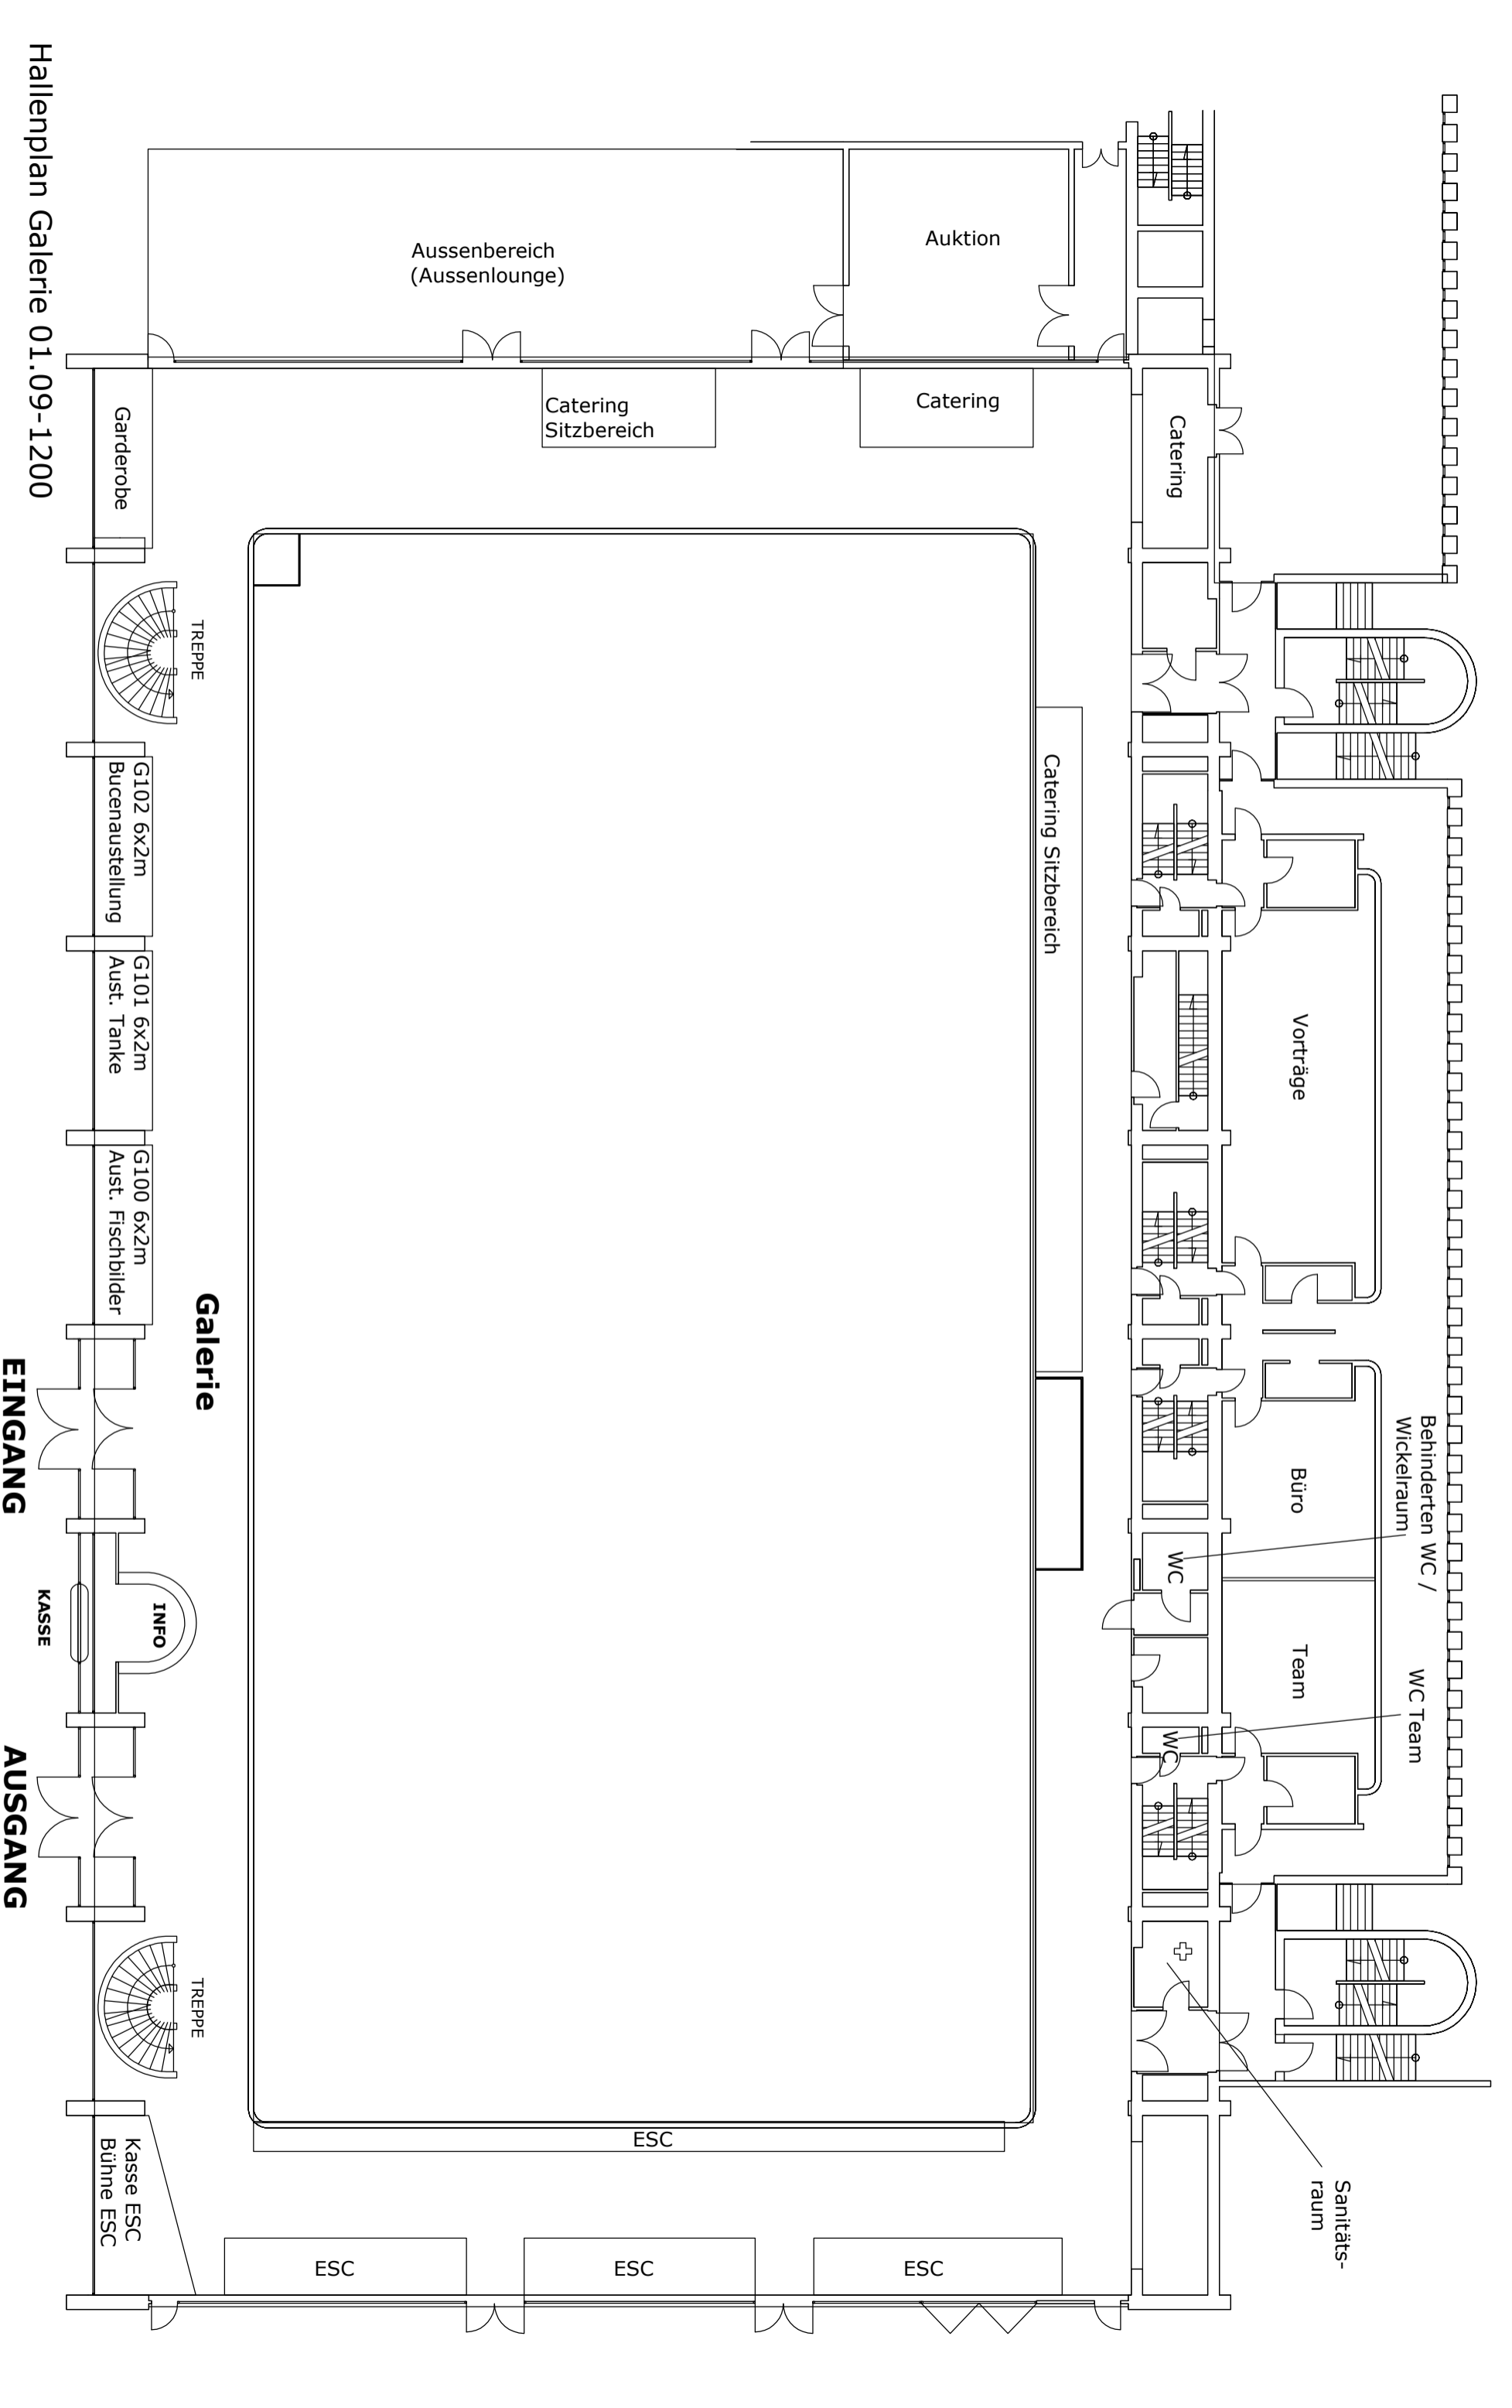 Hallenplan Galerie 01.09-1200
Aussenbereich
(Aussenlounge)
Auktion
Garderobe
Catering
Sitzbereich
Catering
Catering
TREPPE
G102 6x2m
Bucenaustellung
G101 6x2m
Aust. Tanke
G100 6x2m
Aust. Fischbilder
Galerie
Catering Sitzbereich
Vorträge
Büro
Team
Behinderten WC /
Wickelraum
WC
WC Team
WC
EINGANG
KASSE
INFO
AUSGANG
TREPPE
Sanitäts-
raum
Kasse ESC
Bühne ESC
ESC
ESC
ESC
ESC